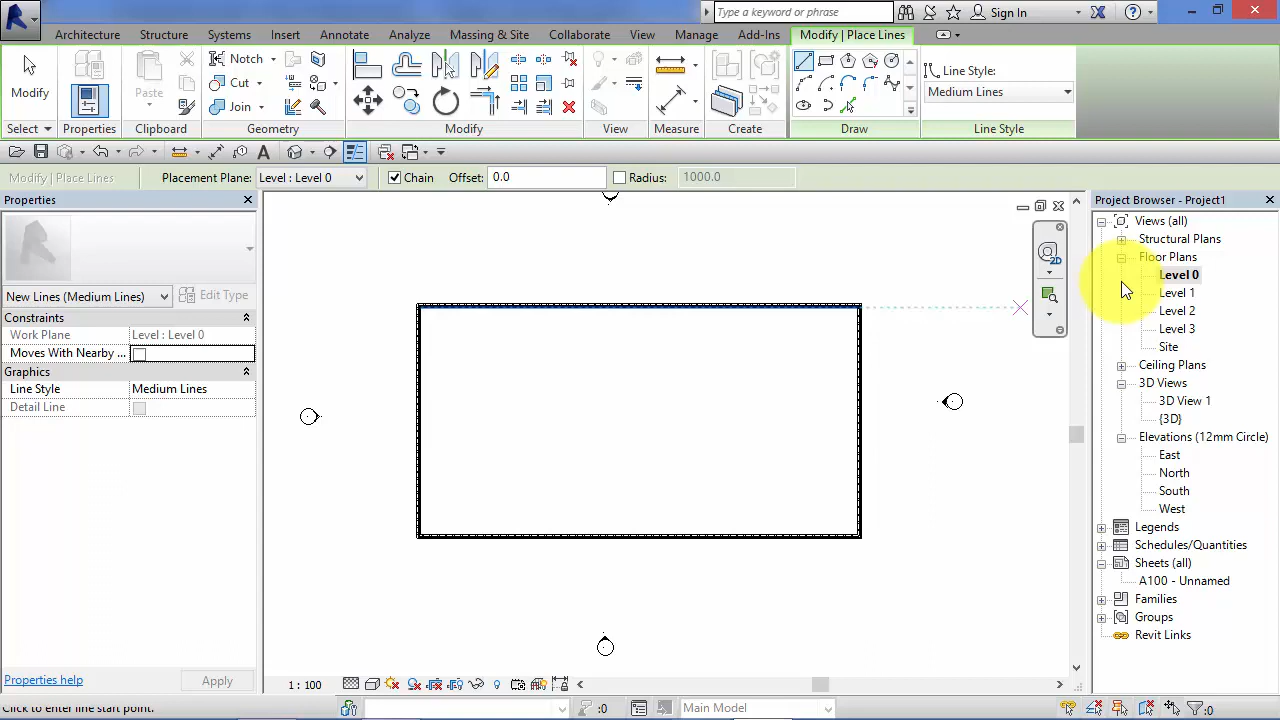 Type a keyword or phrase
Sign In
Architecture Structure Systems Insert Annotate Analyze Massing & Site Collaborate View Manage Add-Ins Modify | Place Lines
Modify
Paste
Notch
Cut
Join
Line Style:
Medium Lines
Select Properties Clipboard Geometry Modify View Measure Create Draw Line Style
Modify | Place Lines Placement Plane: Level : Level 0 Chain Offset: 0.0 Radius: 1000.0
Properties
New Lines (Medium Lines) Edit Type
Constraints
Work Plane Level : Level 0
Moves With Nearby ...
Graphics
Line Style Medium Lines
Detail Line
Properties help Apply
2D
Project Browser - Project1
Views (all)
Structural Plans
Floor Plans
Level 0
Level 1
Level 2
Level 3
Site
Ceiling Plans
3D Views
3D View 1
{3D}
Elevations (12mm Circle)
East
North
South
West
Legends
Schedules/Quantities
Sheets (all)
A100 - Unnamed
Families
Groups
Revit Links
1 : 100
Click to enter line start point. :0 Main Model :0